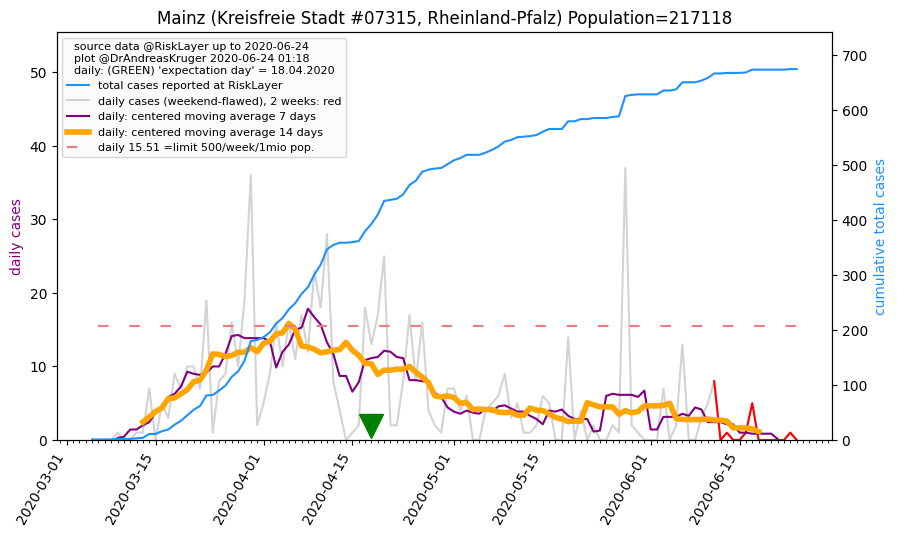 Mainz (Kreisfreie Stadt #07315, Rheinland-Pfalz) Population=217118
source data @RiskLayer up to 2020-06-24
plot @DrAndreasKruger 2020-06-24 01:18
daily: (GREEN) 'expectation day' = 18.04.2020
total cases reported at RiskLayer
daily cases (weekend-flawed), 2 weeks: red
daily: centered moving average 7 days
daily: centered moving average 14 days
daily 15.51 =limit 500/week/1mio pop.
daily cases
50
40
30
20
10
0
cumulative total cases
700
600
500
400
300
200
100
0
2020-03-01
2020-03-15
2020-04-01
2020-04-15
2020-05-01
2020-05-15
2020-06-01
2020-06-15